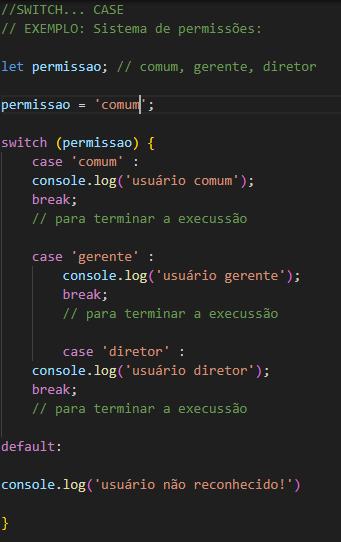 //SWITCH... CASE
// EXEMPLO: Sistema de permissões:
let permissao; // comum, gerente, diretor
permissao = 'comum';
switch (permissao) {
case 'comum' :
console.log('usuário comum');
break;
// para terminar a execussão
case 'gerente' :
console.log('usuário gerente');
break;
// para terminar a execussão
case 'diretor' :
console.log('usuário diretor');
break;
// para terminar a execussão
default:
console.log('usuário não reconhecido!')
}